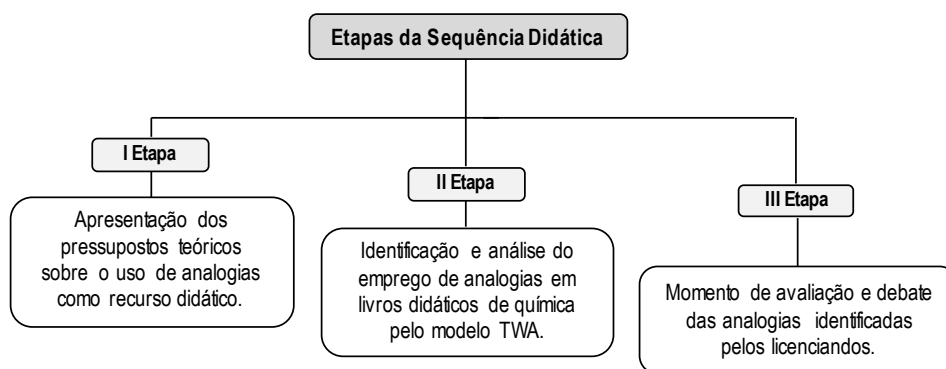 Etapas da Sequência Didática
I Etapa
Apresentação dos
pressupostos teóricos
sobre o uso de analogias
como recurso didático.
II Etapa
Identificação e análise do
emprego de analogias em
livros didáticos de química
pelo modelo TWA.
III Etapa
Momento de avaliação e debate
das analogias identificadas
pelos licenciandos.